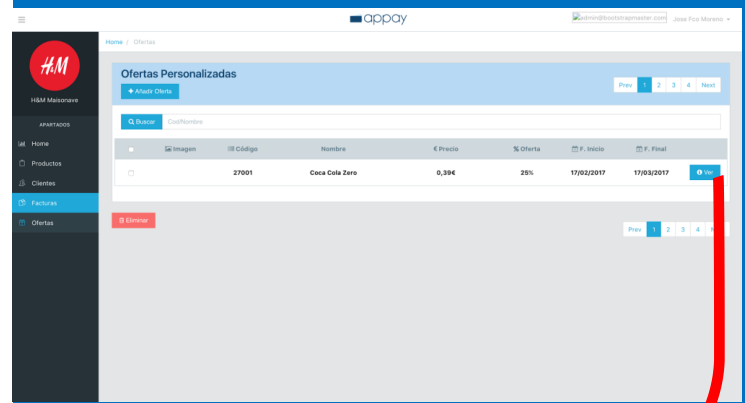 appay
admin@bootstrapmaster.com
Jose Fco Moreno
H&M
H&M Maisonave
APARTADOS
Home
Productos
Clientes
Facturas
Ofertas
Home / Ofertas
Ofertas Personalizadas
+ Añadir Oferta
Prev 1 2 3 4 Next
Buscar Cod/Nombre
Imagen Código Nombre € Precio % Oferta F. Inicio F. Final
27001 Coca Cola Zero 0,39€ 25% 17/02/2017 17/03/2017 Ver
Eliminar
Prev 1 2 3 4